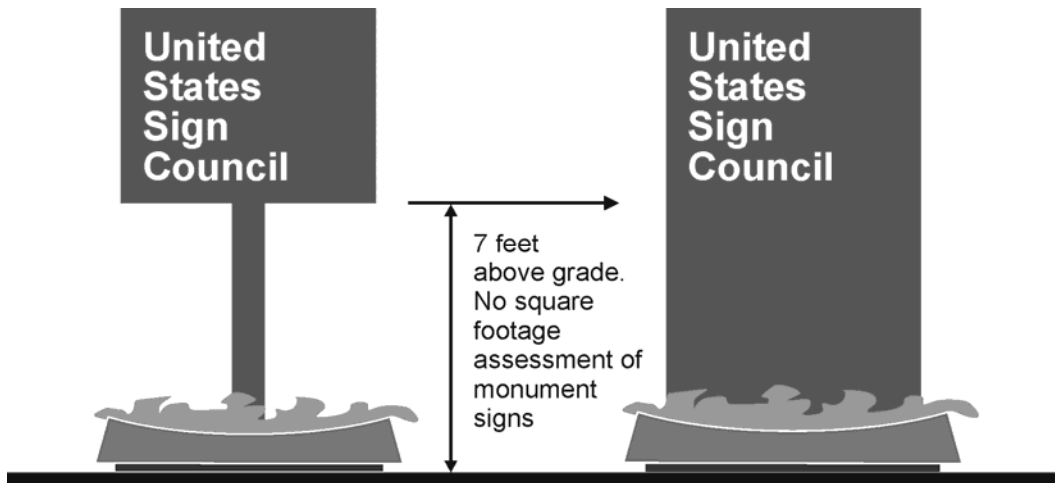 United
States
Sign
Council
7 feet
above grade.
No square
footage
assessment of
monument
signs
United
States
Sign
Council